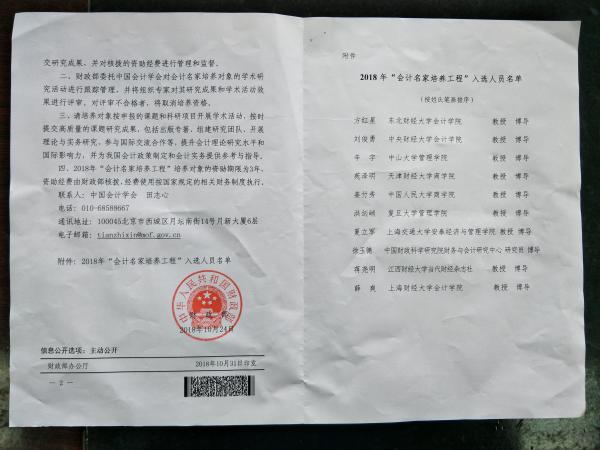 交研究成果、并对核拨的资助经费进行管理和监督。
二、财政部委托中国会计学会对会计名家培养对象的学术研
究活动进行跟踪管理、并将组织专家对其研究成果和学术活动效
果进行评审，对评审不合格者，将取消培养资格。
三、请培养对象按申报的课题和科研项目开展学术活动，按时
提交高质量的课题研究成果，包括出版专著、组建研究团队、开展
理论与实务研究、参与国际交流合作等，提升会计理论研究水平和
国际影响力，并为我国会计政策制定和会计实务提供参考与指导。
四、2018年“会计名家培养工程”培养对象的资助期限为3年，
资助经费由财政部核拨，经费使用按国家规定的相关财务制度执行。
联系人：中国会计学会 田志心
电话：010-68589667
通讯地址：100045北京市西城区月坛南街14号月新大厦6层
电子邮箱：tianzhixin@mof.gov.cn
附件：2018年“会计名家培养工程”入选人员名单
中华人民共和国财政部
财政部
2018年10月24日
信息公开选项：主动公开
财政部办公厅 2018年10月31日印发
— 2 —
附件
2018年“会计名家培养工程”入选人员名单
（按姓氏笔画排序）
方红星 东北财经大学会计学院 教授 博导
刘俊勇 中央财经大学会计学院 教授 博导
辛宇 中山大学管理学院 教授 博导
苑泽明 天津财经大学商学院 教授 博导
姜付秀 中国人民大学商学院 教授 博导
洪剑峭 复旦大学管理学院 教授 博导
夏立军 上海交通大学安泰经济与管理学院 教授 博导
徐玉德 中国财政科学研究院财务与会计研究中心 研究员 博导
蒋尧明 江西财经大学当代财经杂志社 教授 博导
薛爽 上海财经大学会计学院 教授 博导